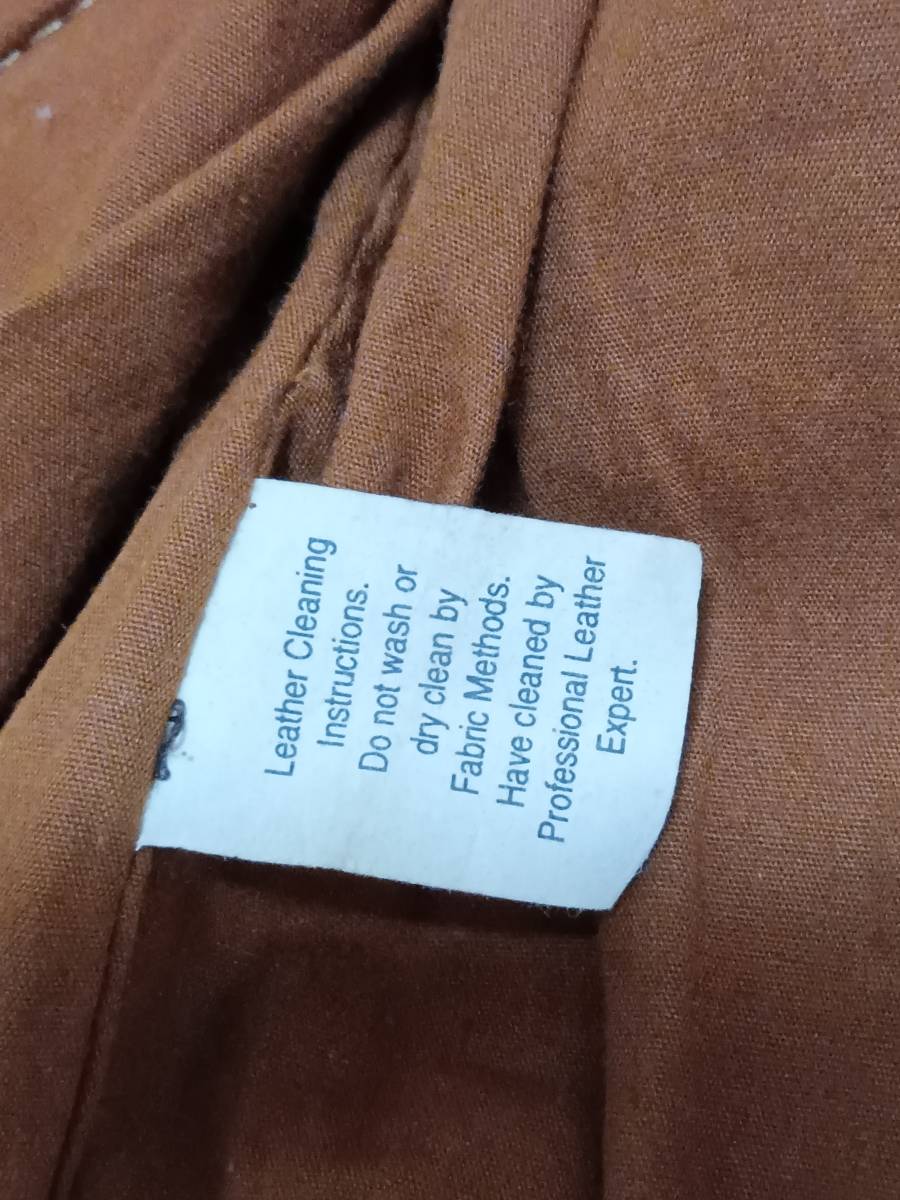 Leather Cleaning
Instructions.
Do not wash or
dry clean by
Fabric Methods.
Have cleaned by
Professional Leather
Expert.